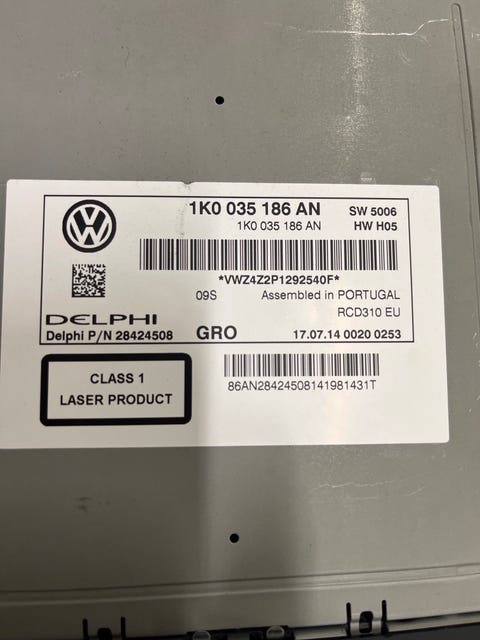 1K0 035 186 AN SW 5006
1K0 035 186 AN HW H05
*VWZ4Z2P1292540F*
09S Assembled in PORTUGAL
RCD310 EU
DELPHI
Delphi P/N 28424508 GRO 17.07.14 0020 0253
CLASS 1
LASER PRODUCT
86AN28424508141981431T